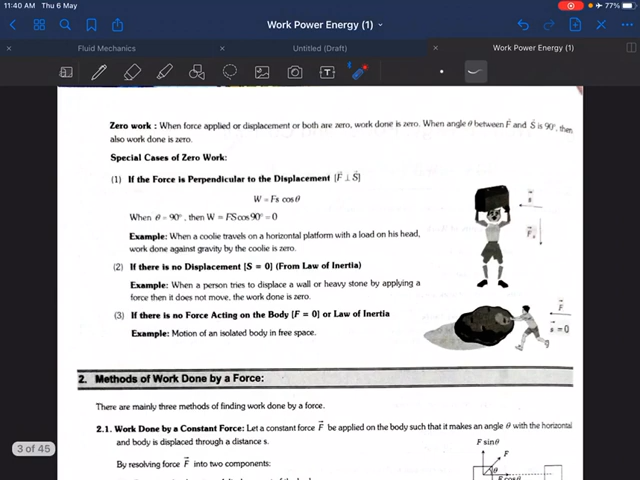 11:40 AM Thu 6 May
77%
Work Power Energy (1)
Fluid Mechanics
Untitled (Draft)
Work Power Energy (1)
Zero work : When force applied or displacement or both are zero, work done is zero. When angle θ between F⃗ and S⃗ is 90°, then
also work done is zero.
Special Cases of Zero Work:
(1) If the Force is Perpendicular to the Displacement [F⃗ ⊥ S⃗]
W = Fs cos θ
When θ = 90°, then W = FS cos 90° = 0
Example: When a coolie travels on a horizontal platform with a load on his head,
work done against gravity by the coolie is zero.
(2) If there is no Displacement [S = 0] (From Law of Inertia)
Example: When a person tries to displace a wall or heavy stone by applying a
force then it does not move, the work done is zero.
F⃗
s⃗ = 0
(3) If there is no Force Acting on the Body [F = 0] or Law of Inertia
Example: Motion of an isolated body in free space.
2. Methods of Work Done by a Force:
There are mainly three methods of finding work done by a force.
2.1. Work Done by a Constant Force: Let a constant force F⃗ be applied on the body such that it makes an angle θ with the horizontal
and body is displaced through a distance s.
F sinθ
F
θ
By resolving force F⃗ into two components:
3 of 45